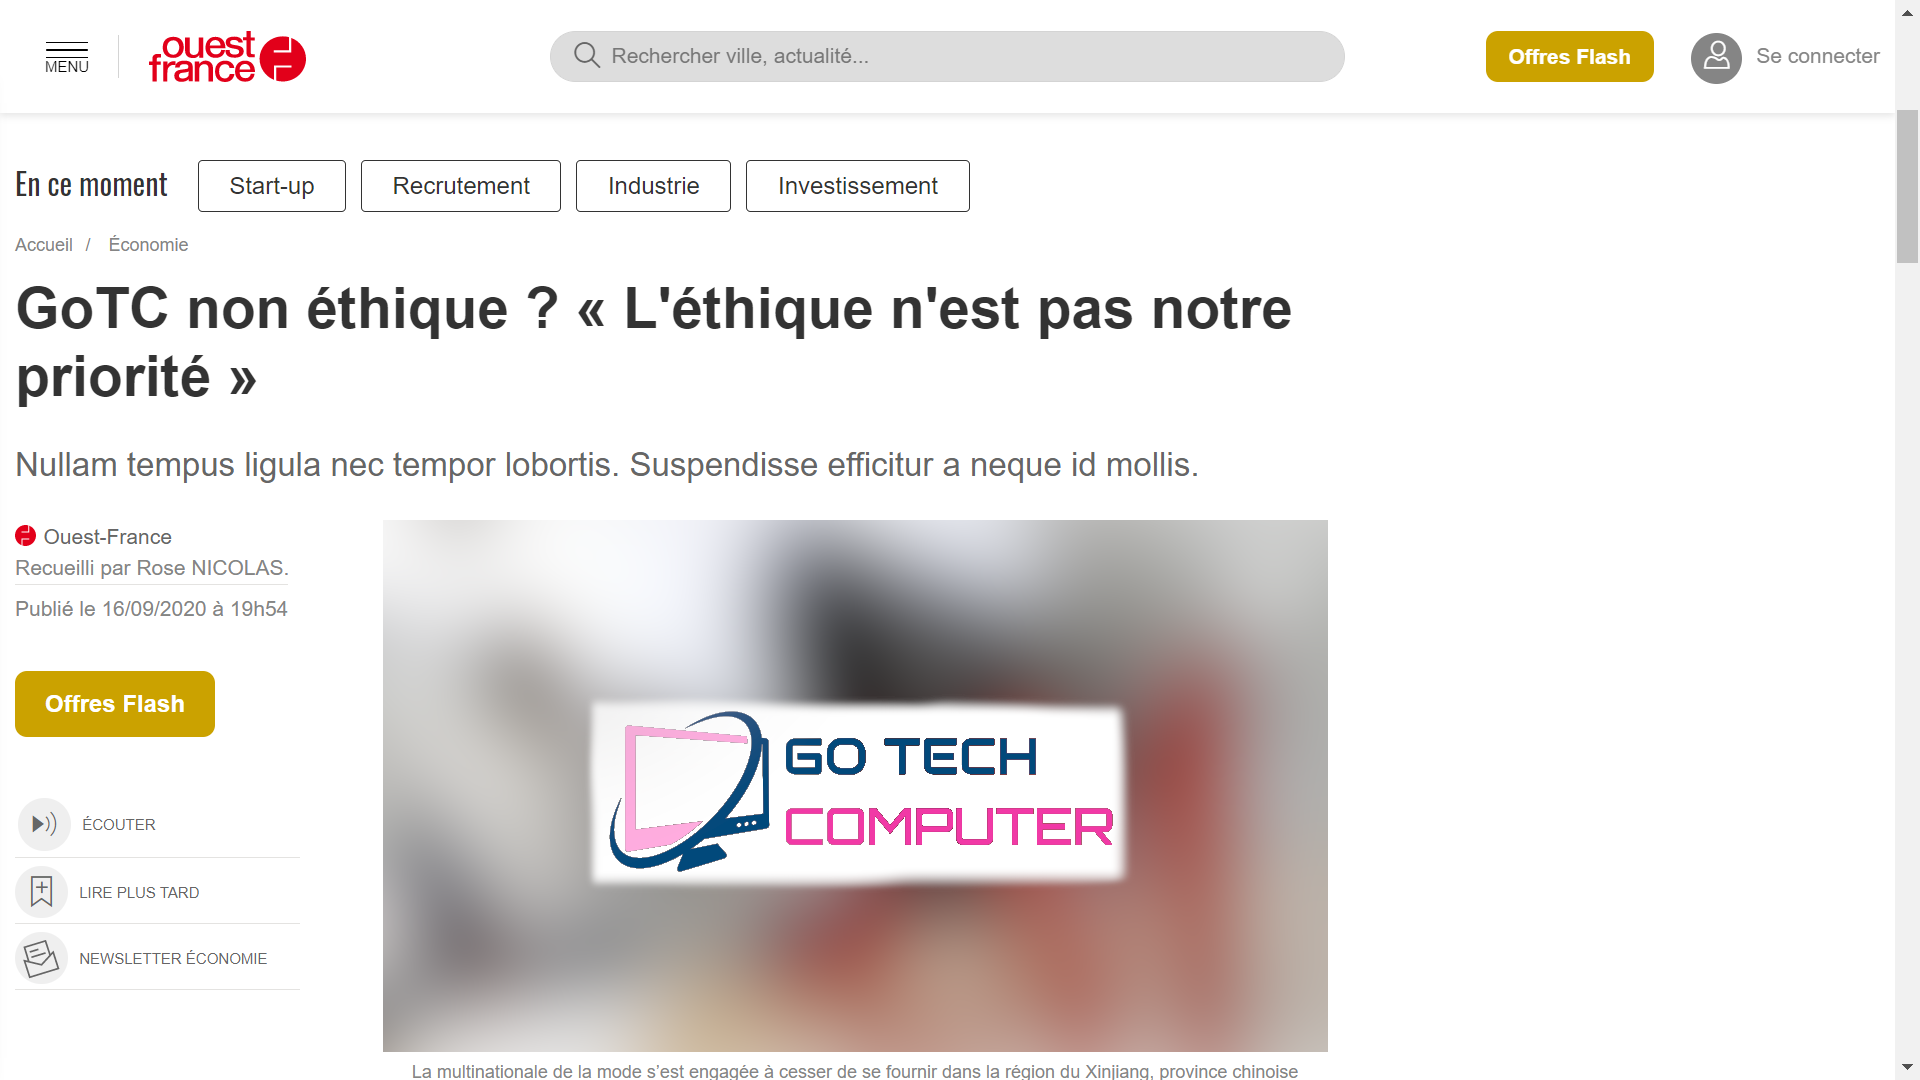 MENU
ouest
france
Rechercher ville, actualité...
Offres Flash
Se connecter
En ce moment
Start-up
Recrutement
Industrie
Investissement
Accueil / Économie
GoTC non éthique ? « L'éthique n'est pas notre
priorité »
Nullam tempus ligula nec tempor lobortis. Suspendisse efficitur a neque id mollis.
Ouest-France
Recueilli par Rose NICOLAS.
Publié le 16/09/2020 à 19h54
Offres Flash
ÉCOUTER
LIRE PLUS TARD
NEWSLETTER ÉCONOMIE
GO TECH
COMPUTER
La multinationale de la mode s’est engagée à cesser de se fournir dans la région du Xinjiang, province chinoise